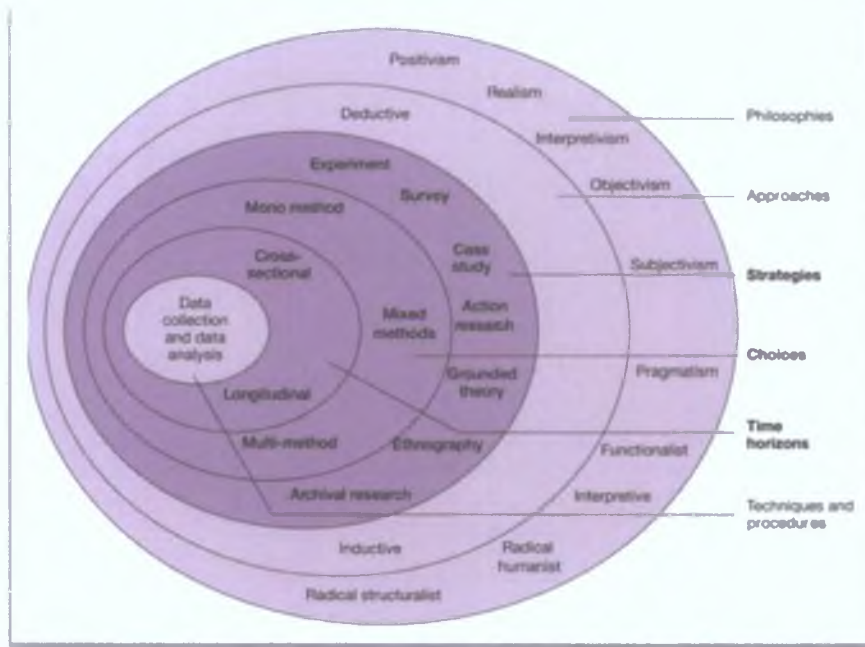 Positivism
Realism
Philosophies
Deductive
Interpretivism
Experiment
Objectivism
Approaches
Survey
Mono method
Cross-
sectional
Case
study
Subjectivism
Strategies
Data
collection
and data
analysis
Mixed
methods
Action
research
Choices
Grounded
theory
Pragmatism
Longitudinal
Time
horizons
Multi-method
Ethnography
Functionalist
Archival research
Interpretive
Techniques and
procedures
Inductive
Radical
humanist
Radical structuralist